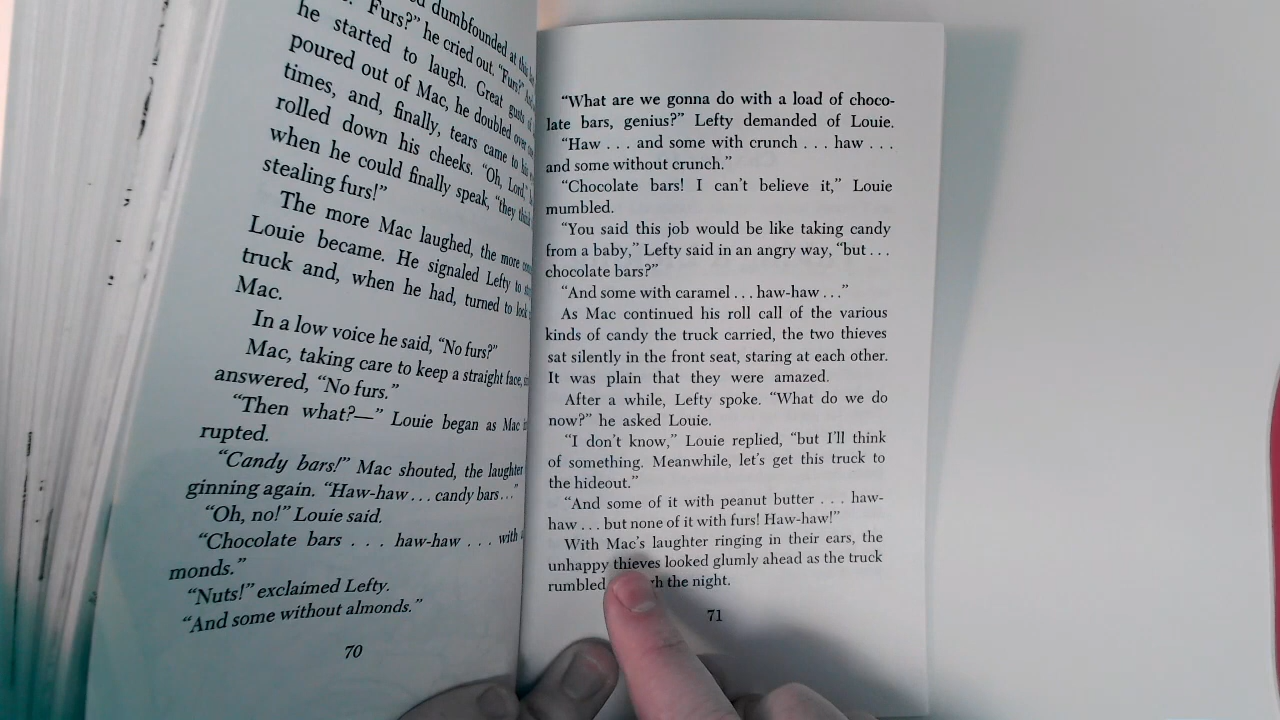 dumbfounded at this
"Furs?" he cried out. "Furs?"
he started to laugh. Great gusts of
poured out of Mac, he doubled over
times, and, finally, tears came to his
rolled down his cheeks. "Oh, Lord,"
when he could finally speak, "they think
stealing furs!"
The more Mac laughed, the more
Louie became. He signaled Lefty to
truck and, when he had, turned to look
Mac.
In a low voice he said, "No furs?"
Mac, taking care to keep a straight face,
answered, "No furs."
"Then what?—" Louie began as Mac
rupted.
"Candy bars!" Mac shouted, the laughter
ginning again. "Haw-haw . . . candy bars . . ."
"Oh, no!" Louie said.
"Chocolate bars . . . haw-haw . . . with
monds."
"Nuts!" exclaimed Lefty.
"And some without almonds."
70
"What are we gonna do with a load of choco-
late bars, genius?" Lefty demanded of Louie.
"Haw . . . and some with crunch . . . haw . . .
and some without crunch."
"Chocolate bars! I can't believe it," Louie
mumbled.
"You said this job would be like taking candy
from a baby," Lefty said in an angry way, "but . . .
chocolate bars?"
"And some with caramel . . . haw-haw . . ."
As Mac continued his roll call of the various
kinds of candy the truck carried, the two thieves
sat silently in the front seat, staring at each other.
It was plain that they were amazed.
After a while, Lefty spoke. "What do we do
now?" he asked Louie.
"I don't know," Louie replied, "but I'll think
of something. Meanwhile, let's get this truck to
the hideout."
"And some of it with peanut butter . . . haw-
haw . . . but none of it with furs! Haw-haw!"
With Mac's laughter ringing in their ears, the
unhappy thieves looked glumly ahead as the truck
rumbled the night.
71